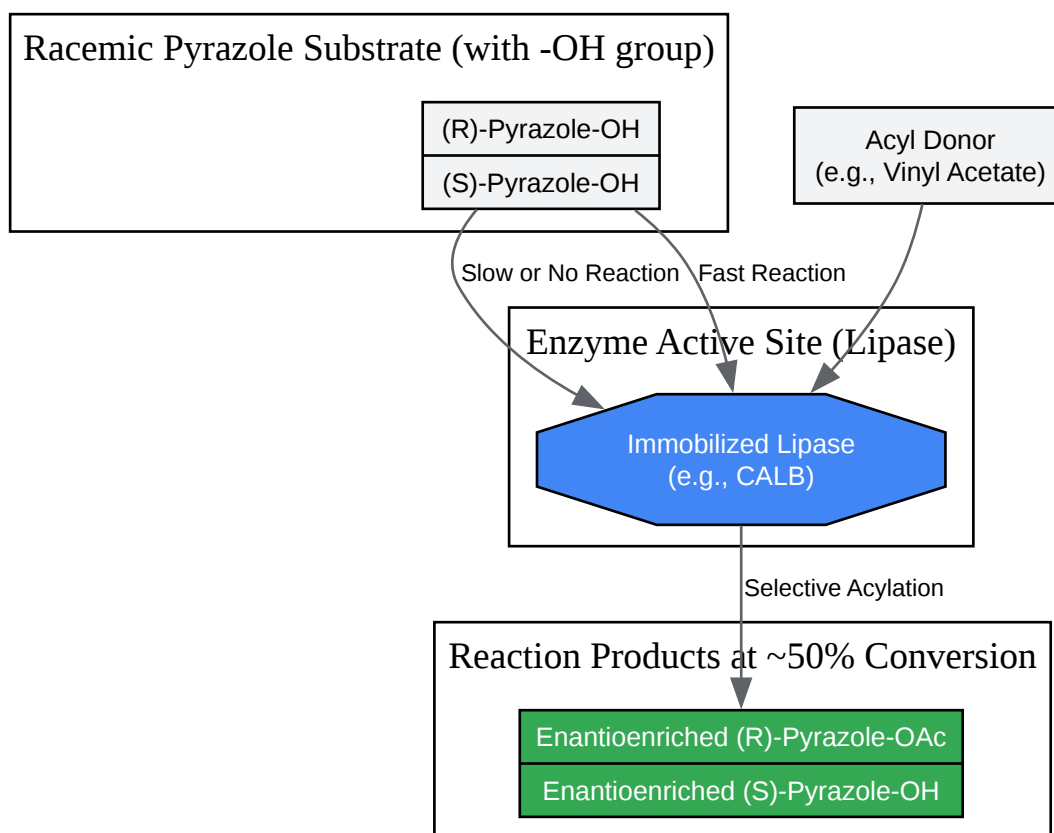 Racemic Pyrazole Substrate (with -OH group)
(R)-Pyrazole-OH
(S)-Pyrazole-OH
Acyl Donor
(e.g., Vinyl Acetate)
Slow or No Reaction
Fast Reaction
Enzyme Active Site (Lipase)
Immobilized Lipase
(e.g., CALB)
Selective Acylation
Reaction Products at ~50% Conversion
Enantioenriched (R)-Pyrazole-OAc
Enantioenriched (S)-Pyrazole-OH